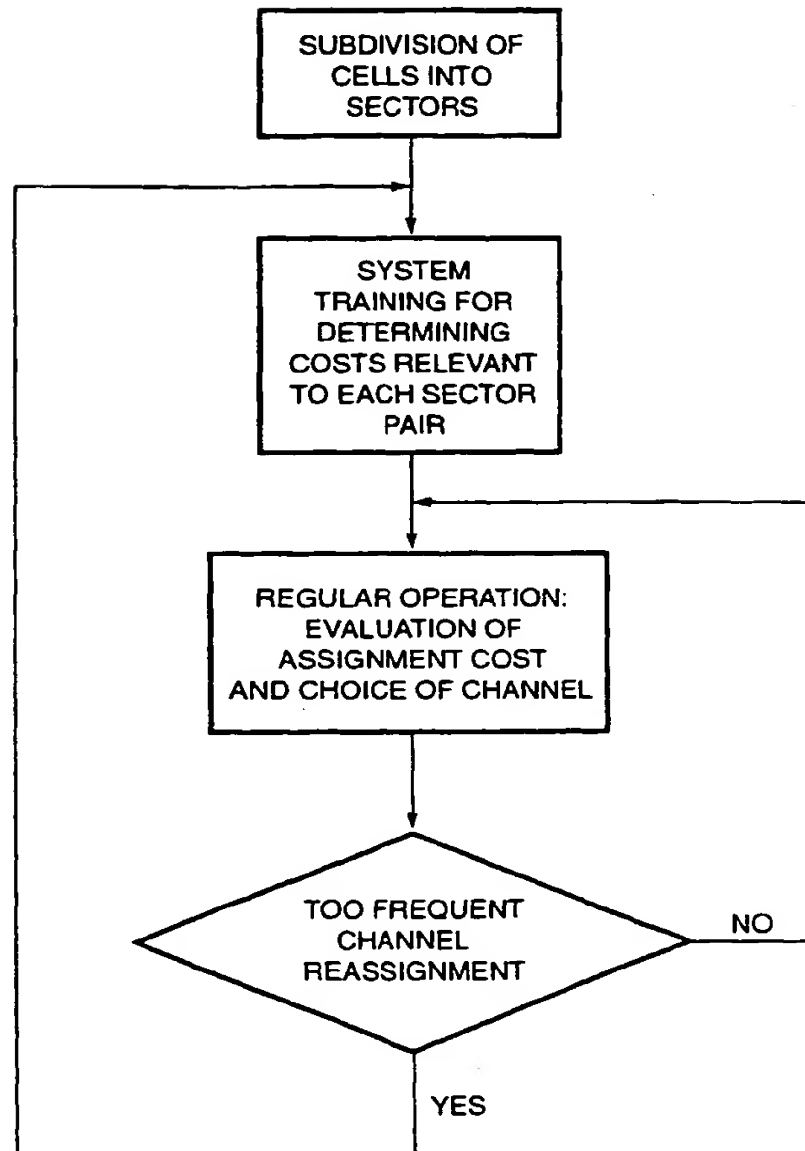 SUBDIVISION OF
CELLS INTO
SECTORS
SYSTEM
TRAINING FOR
DETERMINING
COSTS RELEVANT
TO EACH SECTOR
PAIR
REGULAR OPERATION:
EVALUATION OF
ASSIGNMENT COST
AND CHOICE OF CHANNEL
TOO FREQUENT
CHANNEL
REASSIGNMENT
NO
YES